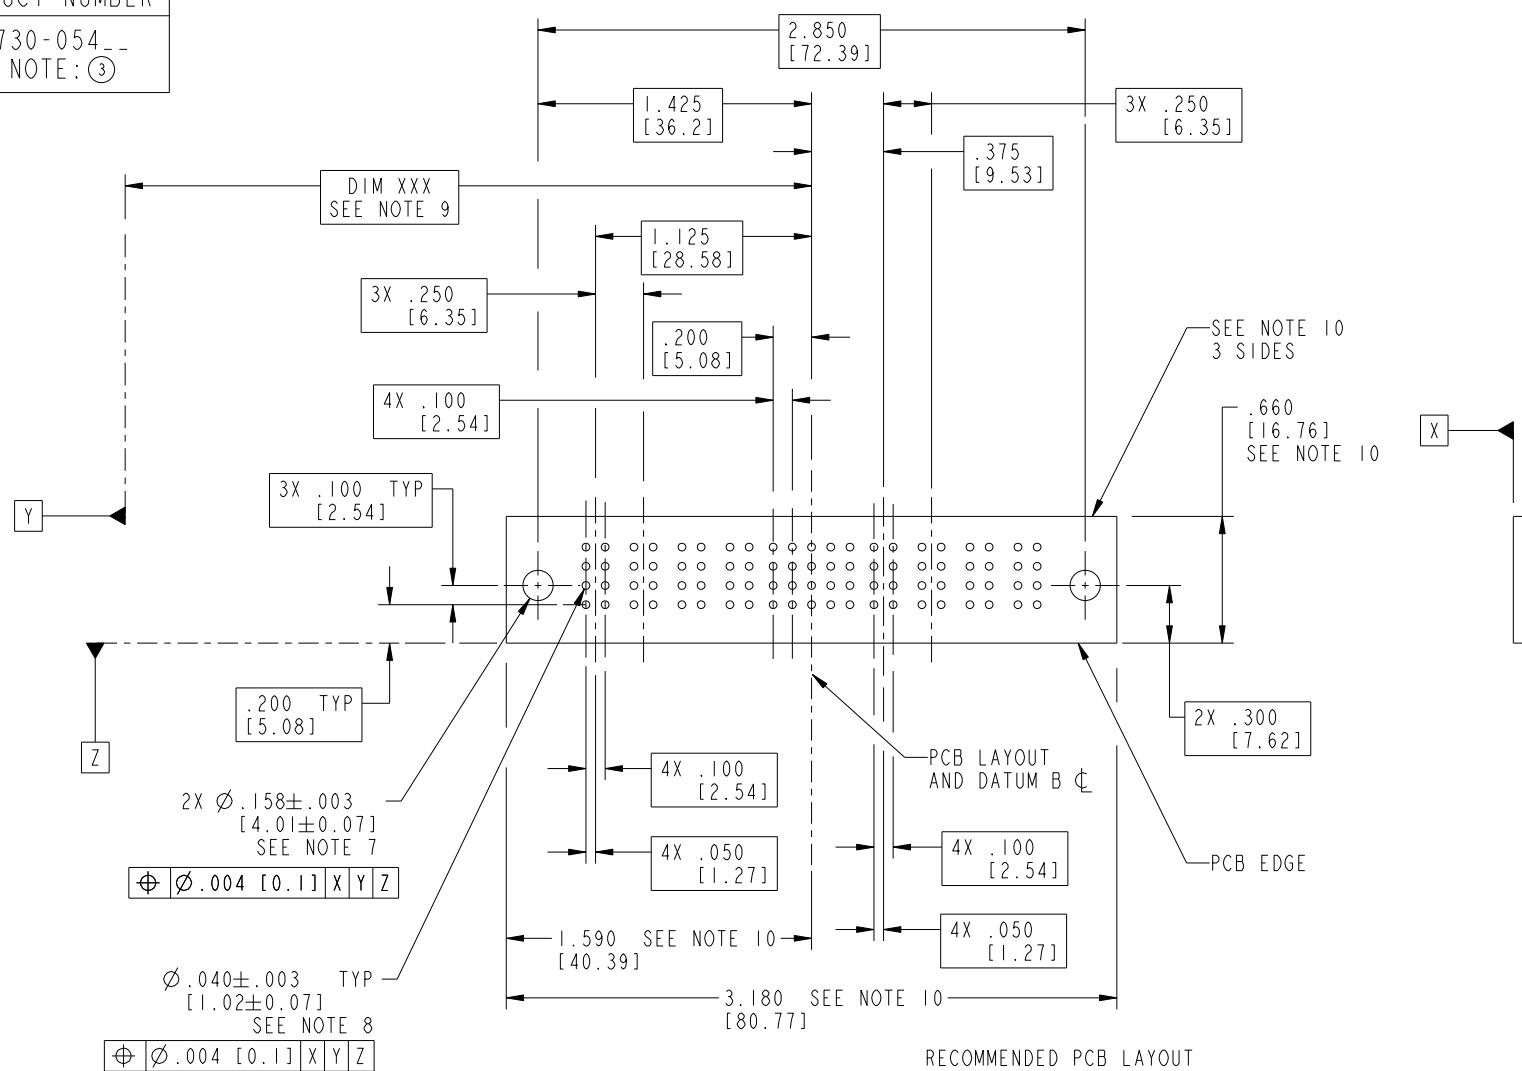 PRODUCT NUMBER
730-054__
NOTE: 3
2.850
[72.39]
1.425
[36.2]
3X .250
[6.35]
.375
[9.53]
DIM XXX
SEE NOTE 9
1.125
[28.58]
3X .250
[6.35]
.200
[5.08]
SEE NOTE 10
3 SIDES
4X .100
[2.54]
.660
[16.76]
SEE NOTE 10
X
3X .100 TYP
[2.54]
Y
.200 TYP
[5.08]
Z
2X .300
[7.62]
PCB LAYOUT
AND DATUM B ℄
4X .100
[2.54]
2X Ø.158±.003
[4.01±0.07]
SEE NOTE 7
⌖ Ø.004 [0.1] X Y Z
4X .050
[1.27]
4X .100
[2.54]
PCB EDGE
1.590 SEE NOTE 10
[40.39]
4X .050
[1.27]
Ø.040±.003 TYP
[1.02±0.07]
SEE NOTE 8
⌖ Ø.004 [0.1] X Y Z
3.180 SEE NOTE 10
[80.77]
RECOMMENDED PCB LAYOUT